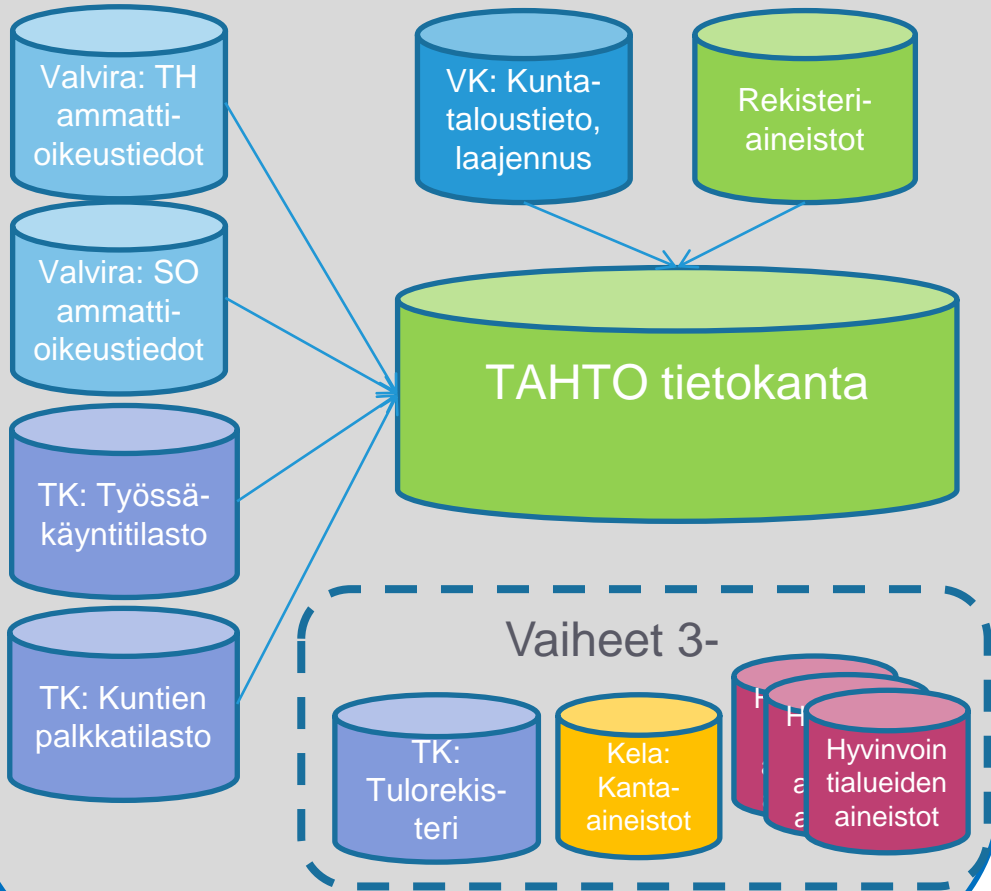 Valvira: TH
ammatti-
oikeustiedot
VK: Kunta-
taloustieto,
laajennus
Rekisteri-
aineistot
Valvira: SO
ammatti-
oikeustiedot
TAHTO tietokanta
TK: Työssä-
käyntitilasto
TK: Kuntien
palkkatilasto
Vaiheet 3-
TK:
Tulorekis-
teri
Kela:
Kanta-
aineistot
Hyvinvoin
tialueiden
aineistot